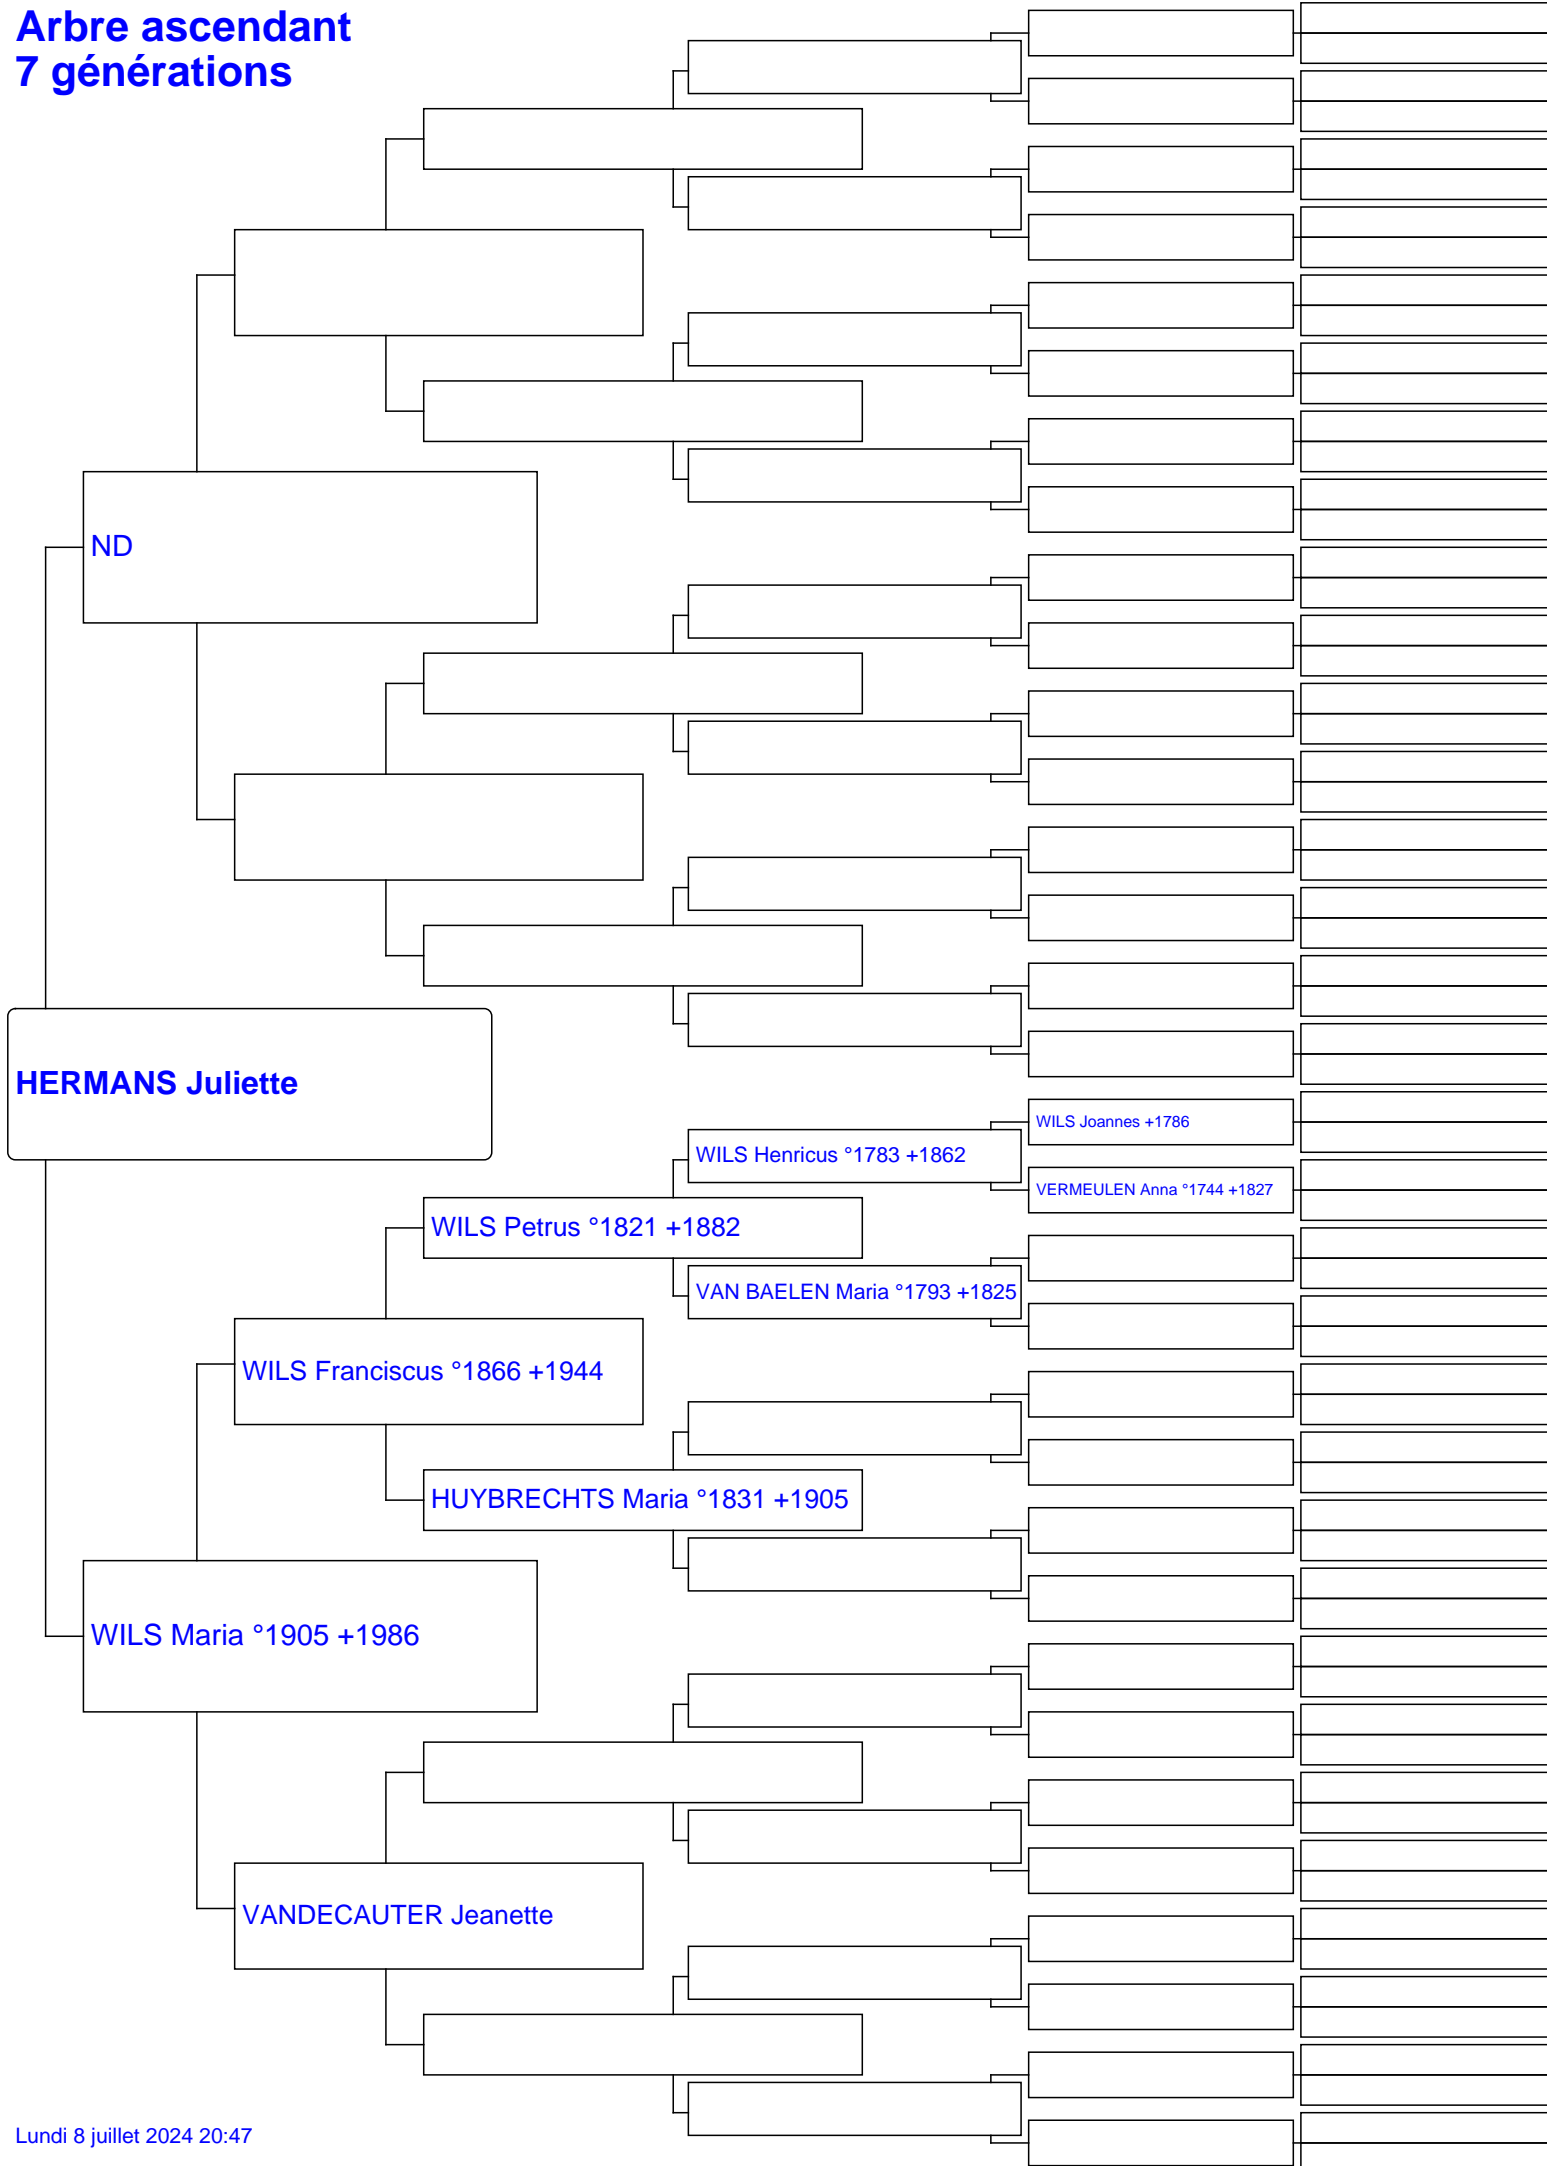 Arbre ascendant
7 générations
ND
HERMANS Juliette
WILS Joannes +1786
WILS Henricus °1783 +1862
VERMEULEN Anna °1744 +1827
WILS Petrus °1821 +1882
VAN BAELEN Maria °1793 +1825
WILS Franciscus °1866 +1944
HUYBRECHTS Maria °1831 +1905
WILS Maria °1905 +1986
VANDECAUTER Jeanette
Lundi 8 juillet 2024 20:47